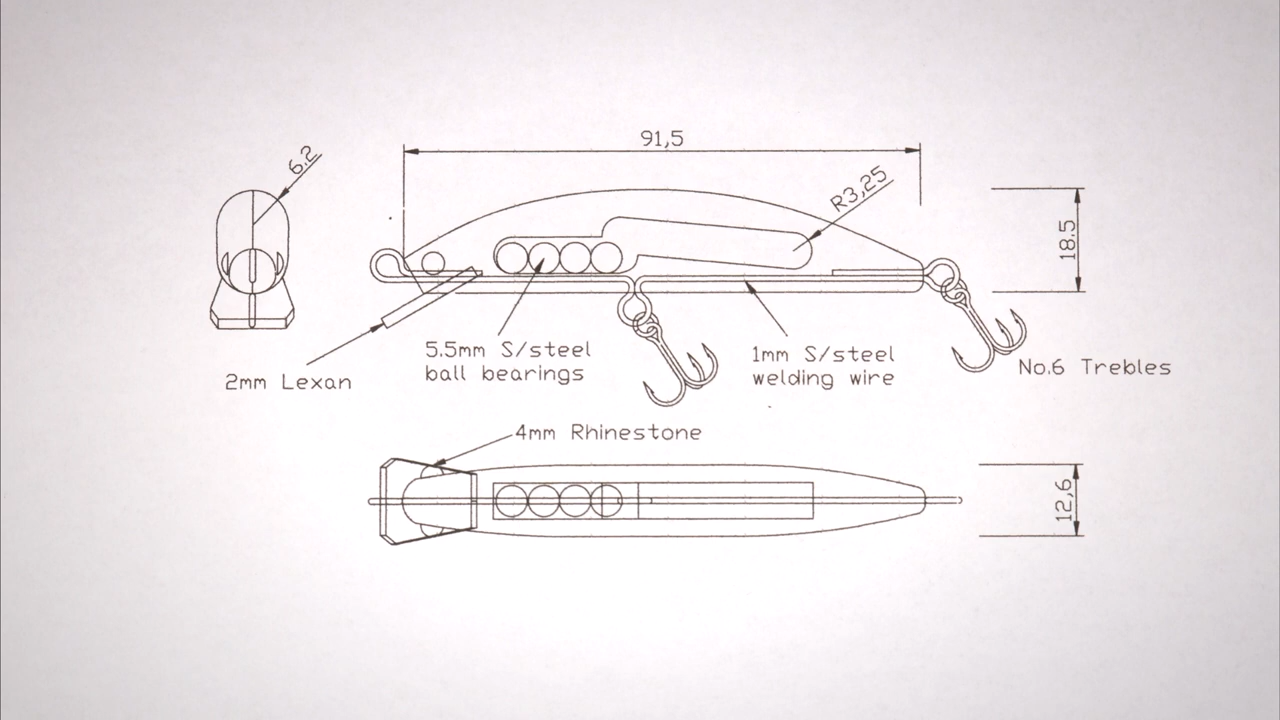 91,5
6.2
R3,25
18.5
5.5mm S/steel
ball bearings
1mm S/steel
welding wire
No.6 Trebles
2mm Lexan
4mm Rhinestone
12,6